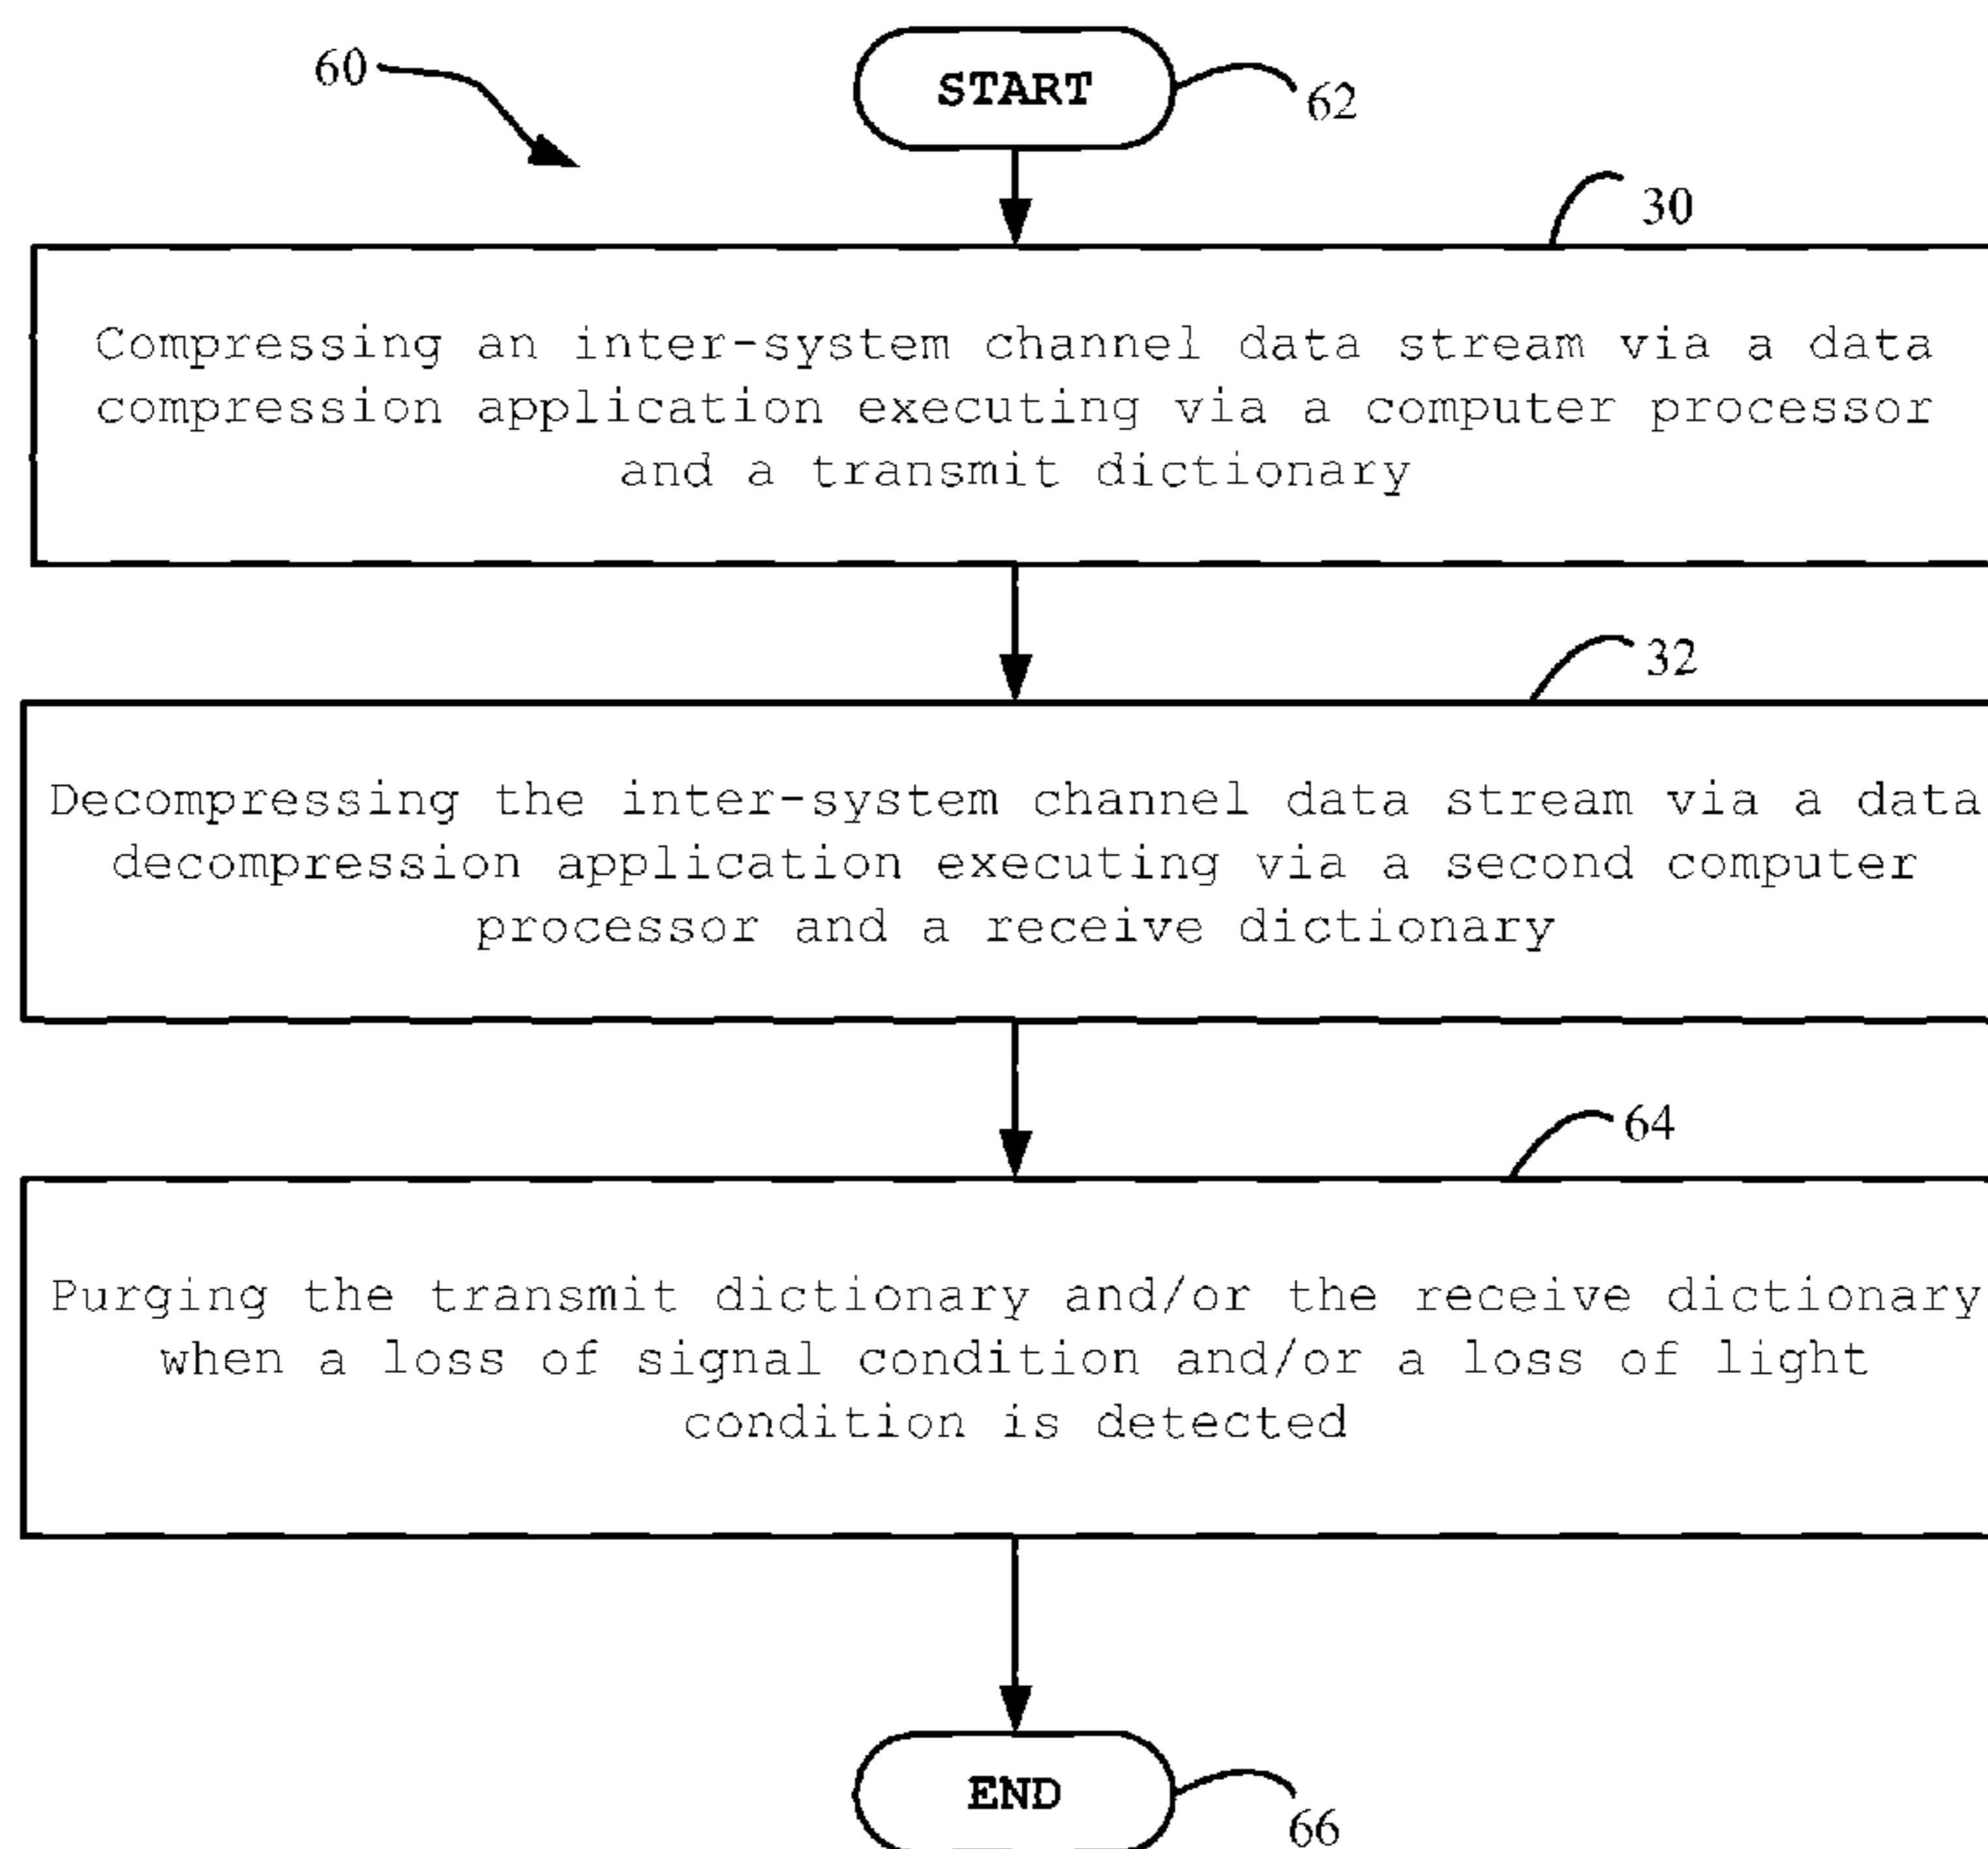 60
START
62
30
Compressing an inter-system channel data stream via a data
compression application executing via a computer processor
and a transmit dictionary
32
Decompressing the inter-system channel data stream via a data
decompression application executing via a second computer
processor and a receive dictionary
64
Purging the transmit dictionary and/or the receive dictionary
when a loss of signal condition and/or a loss of light
condition is detected
END
66